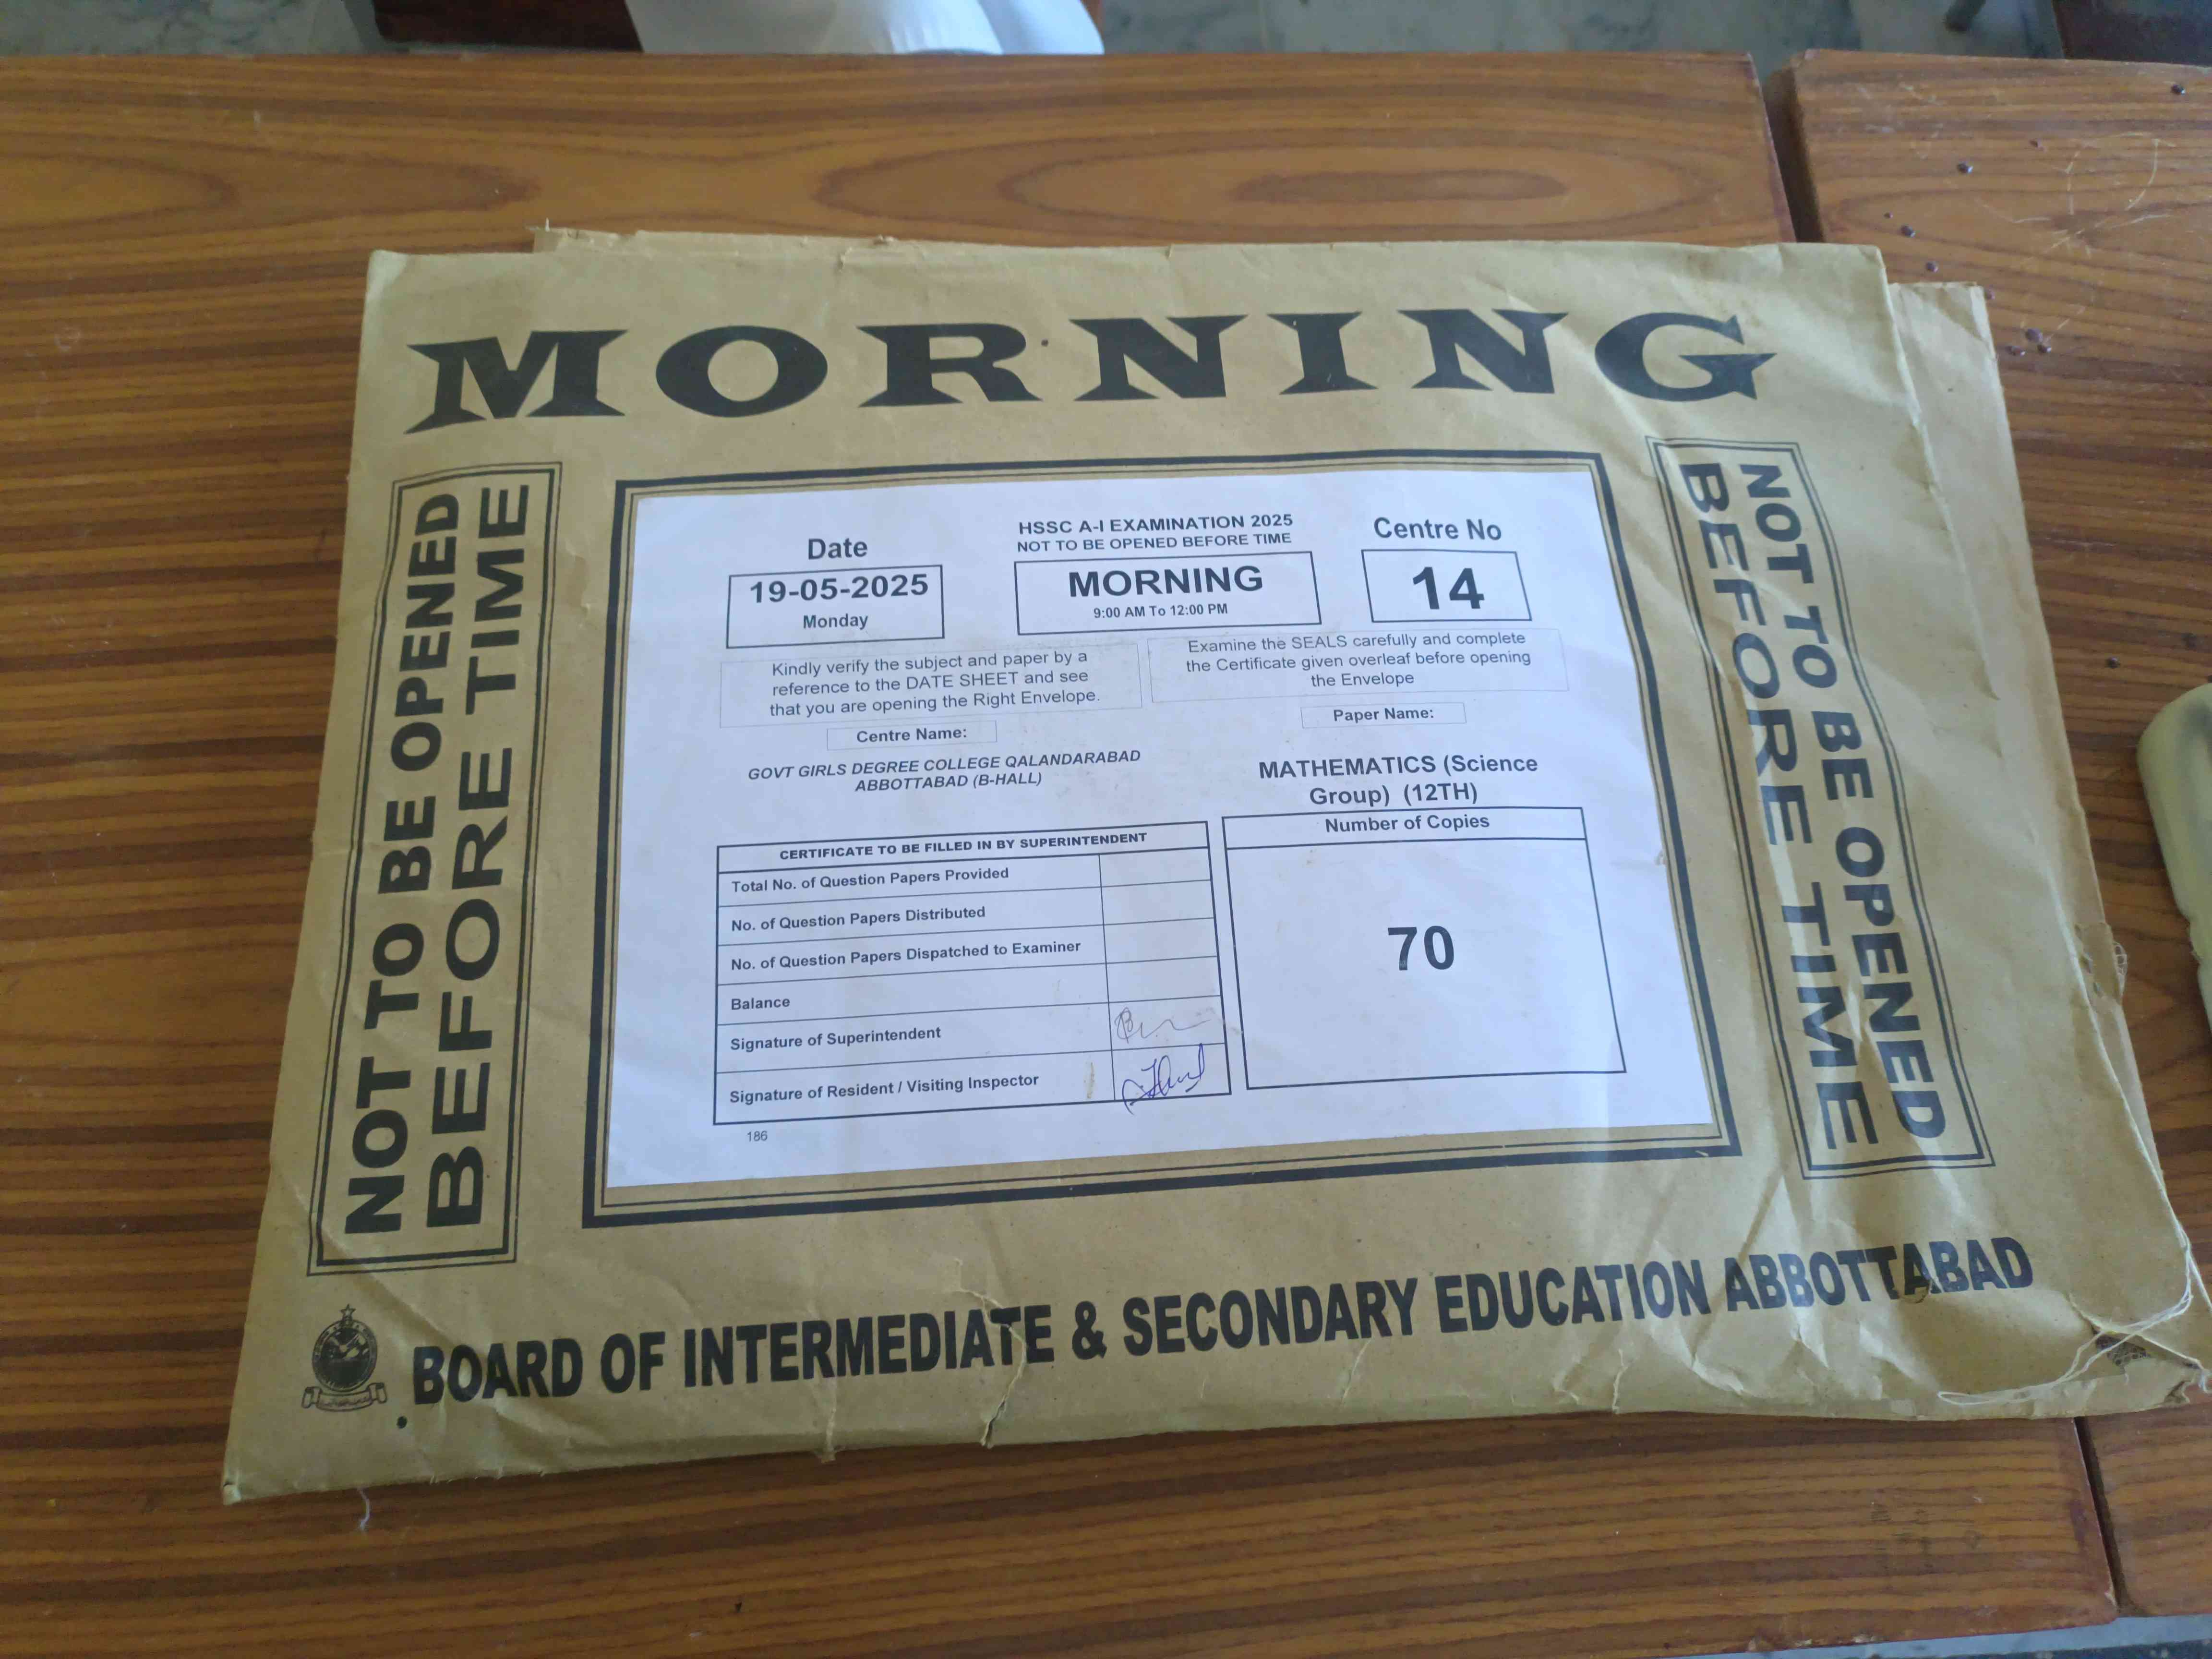 MORNING
NOT TO BE OPENED
BEFORE TIME
Date
19-05-2025
Monday
HSSC A-I EXAMINATION 2025
NOT TO BE OPENED BEFORE TIME
MORNING
9:00 AM To 12:00 PM
Centre No
14
Kindly verify the subject and paper by a
reference to the DATE SHEET and see
that you are opening the Right Envelope.
Examine the SEALS carefully and complete
the Certificate given overleaf before opening
the Envelope
Centre Name:
GOVT GIRLS DEGREE COLLEGE QALANDARABAD
ABBOTTABAD (B-HALL)
Paper Name:
MATHEMATICS (Science
Group) (12TH)
CERTIFICATE TO BE FILLED IN BY SUPERINTENDENT
Total No. of Question Papers Provided
No. of Question Papers Distributed
No. of Question Papers Dispatched to Examiner
Balance
Signature of Superintendent
Signature of Resident / Visiting Inspector
Number of Copies
70
186
NOT TO BE OPENED
BEFORE TIME
BOARD OF INTERMEDIATE & SECONDARY EDUCATION ABBOTTABAD